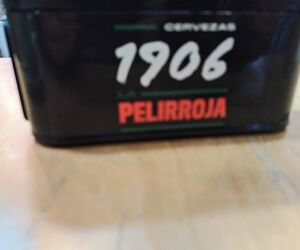 CERVEZAS
1906
LA
PELIRROJA